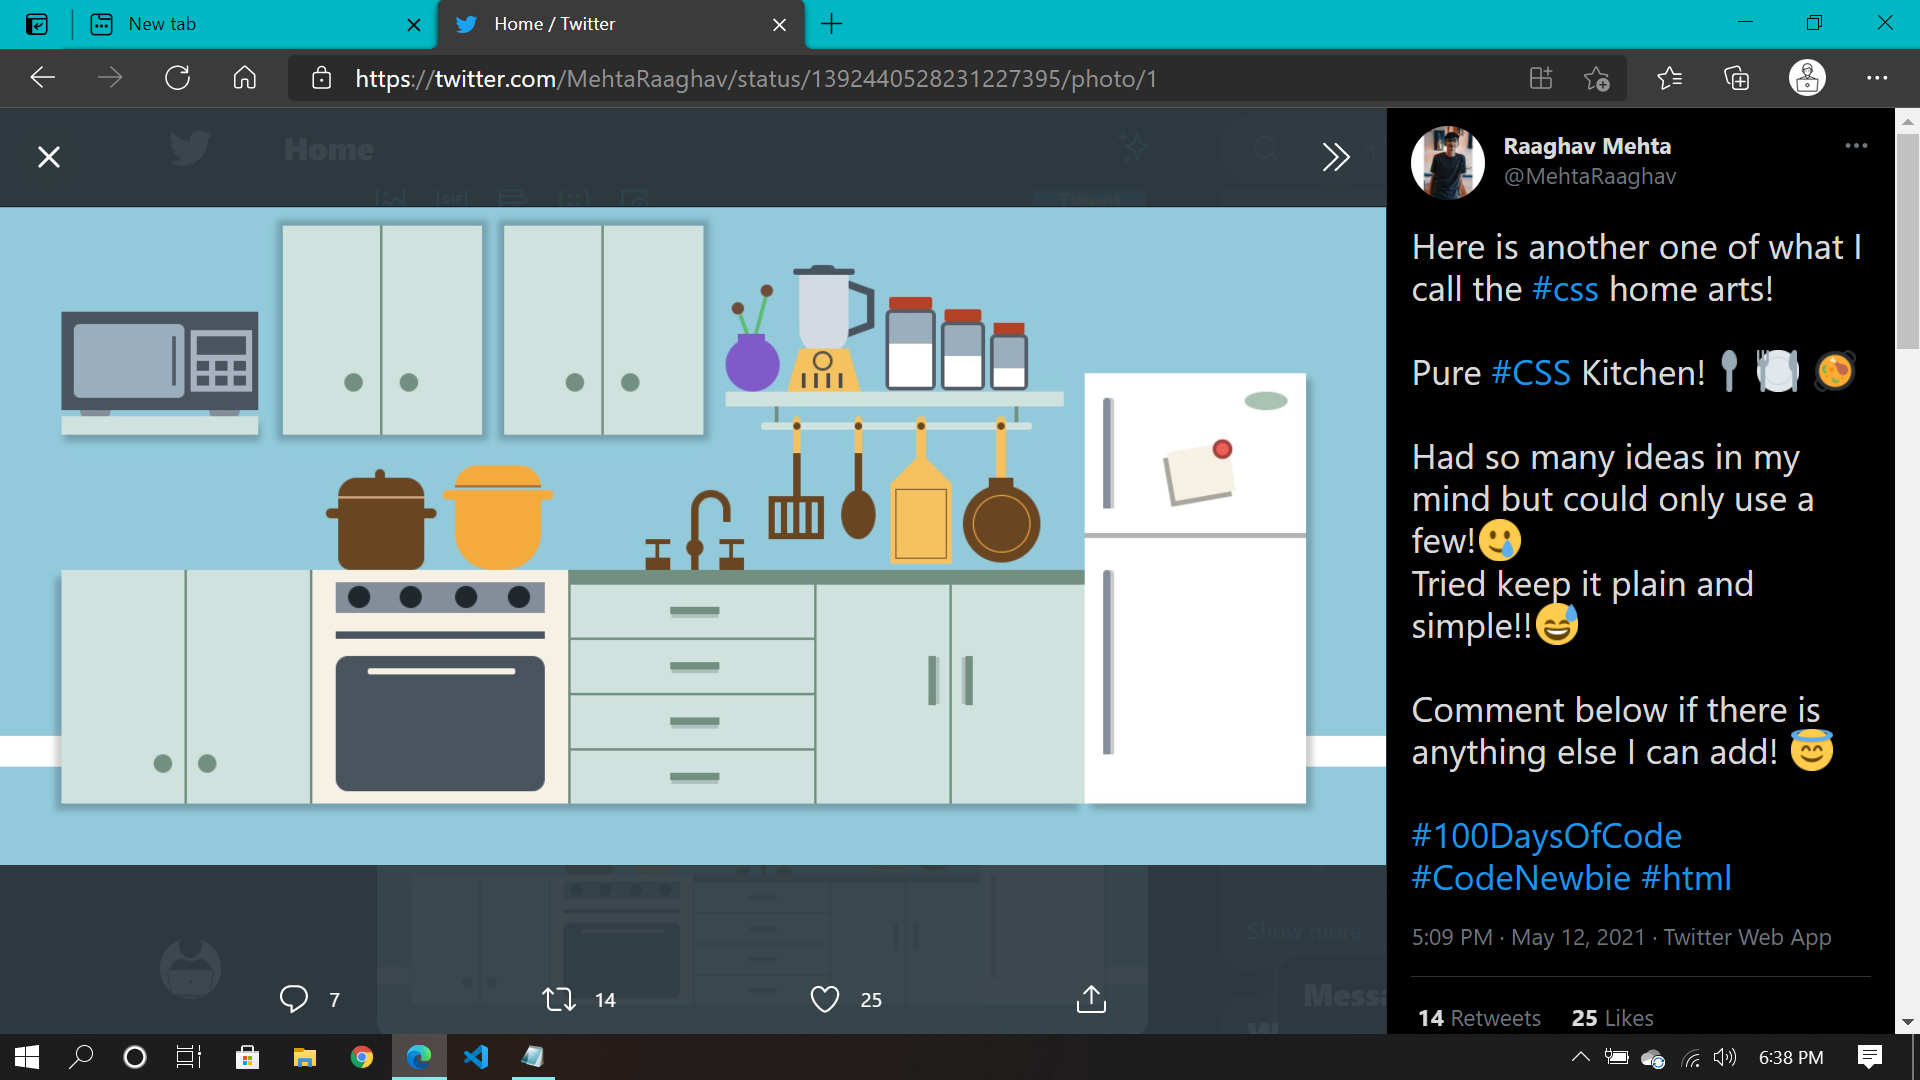 New tab
Home / Twitter
https://twitter.com/MehtaRaaghav/status/1392440528231227395/photo/1
Home
GIF
Tweet
Raaghav Mehta
@MehtaRaaghav
Here is another one of what I
call the #css home arts!
Pure #CSS Kitchen!
Had so many ideas in my
mind but could only use a
few!
Tried keep it plain and
simple!!
Comment below if there is
anything else I can add!
#100DaysOfCode
#CodeNewbie #html
5:09 PM · May 12, 2021 · Twitter Web App
14 Retweets 25 Likes
Show more
7
14
25
6:38 PM